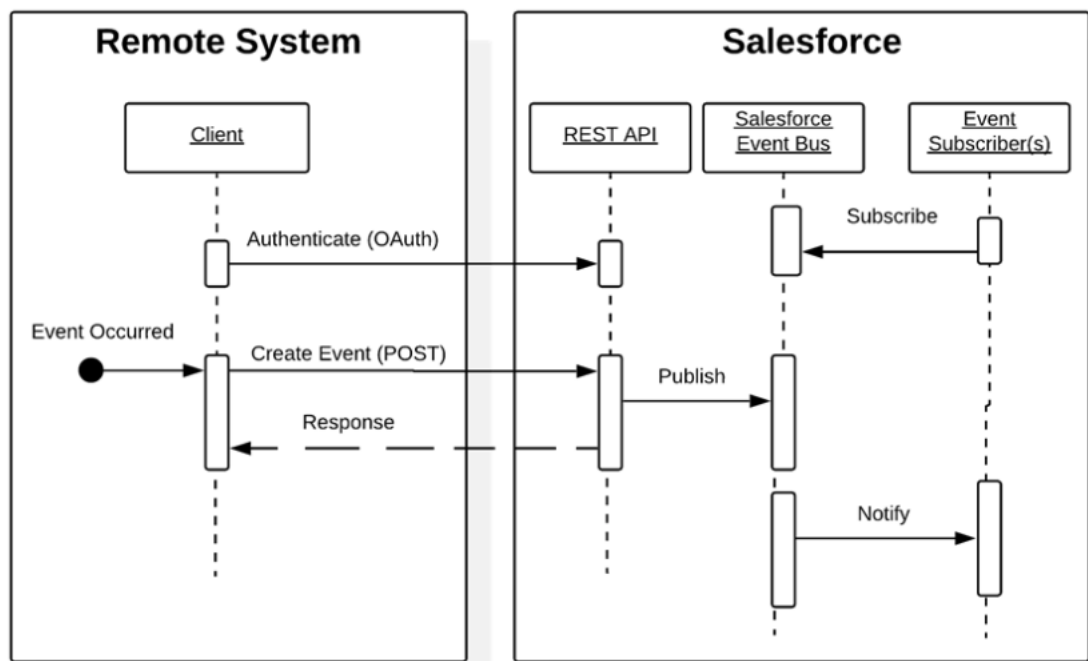 Remote System
Salesforce
Client
REST API
Salesforce
Event Bus
Event
Subscriber(s)
Subscribe
Authenticate (OAuth)
Event Occurred
Create Event (POST)
Publish
Response
Notify